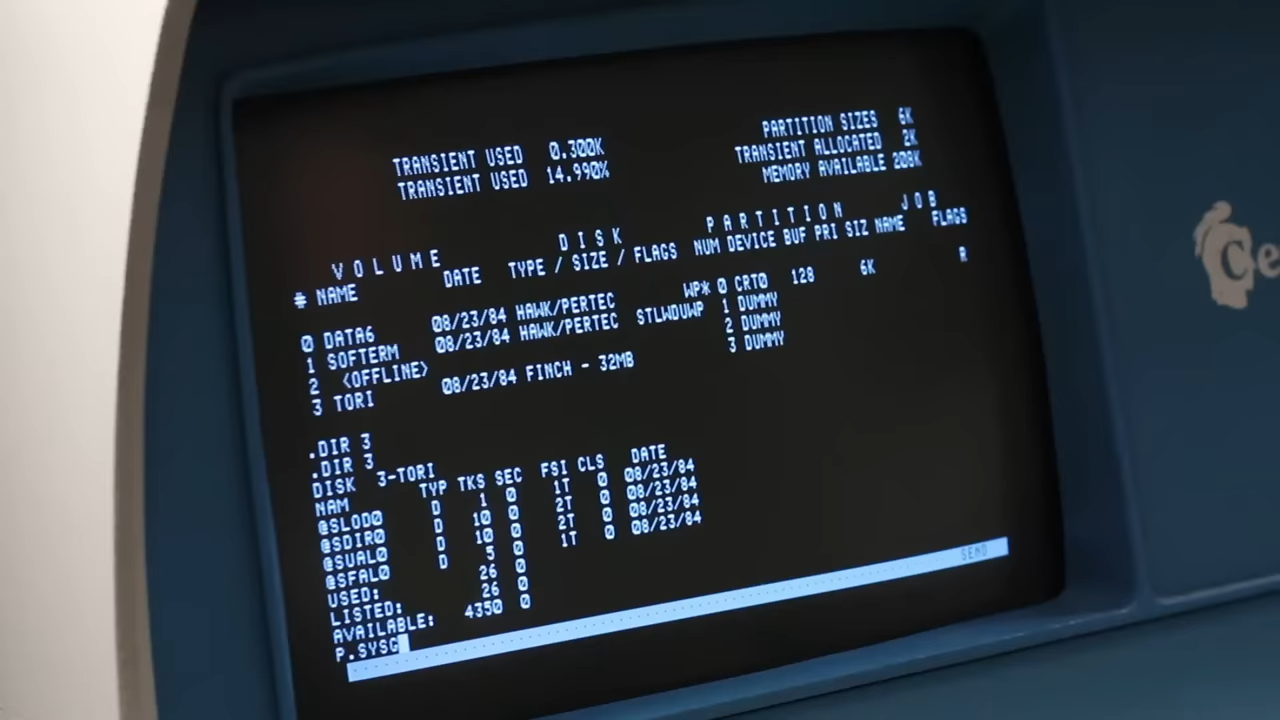 PARTITION SIZES 6K
TRANSIENT USED 0.300K TRANSIENT ALLOCATED 2K
TRANSIENT USED 14.990% MEMORY AVAILABLE 208K
V O L U M E D I S K P A R T I T I O N J O B
# NAME DATE TYPE / SIZE / FLAGS NUM DEVICE BUF PRI SIZ NAME FLAGS
0 DATA6 08/23/84 HAWK/PERTEC WP* 0 CRT0 128 6K R
1 SOFTERM 08/23/84 HAWK/PERTEC STLWDUWP 1 DUMMY
2 <OFFLINE> 2 DUMMY
3 TORI 08/23/84 FINCH - 32MB 3 DUMMY
.DIR 3
.DIR 3
DISK 3-TORI
NAM TYP TKS SEC FSI CLS DATE
@SLOD0 D 1 0 1T 0 08/23/84
@SDIR0 D 10 0 2T 0 08/23/84
@SVAL0 D 10 0 2T 0 08/23/84
@SFAL0 D 5 0 1T 0 08/23/84
USED: 26 0
LISTED: 26 0
AVAILABLE: 4350 0
P.SYSG
SEND
Ce